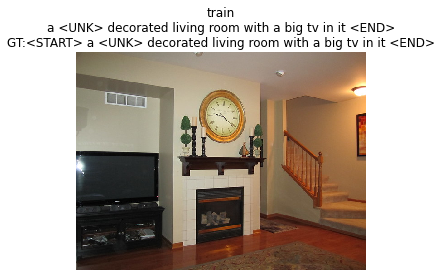 train
a <UNK> decorated living room with a big tv in it <END>
GT:<START> a <UNK> decorated living room with a big tv in it <END>